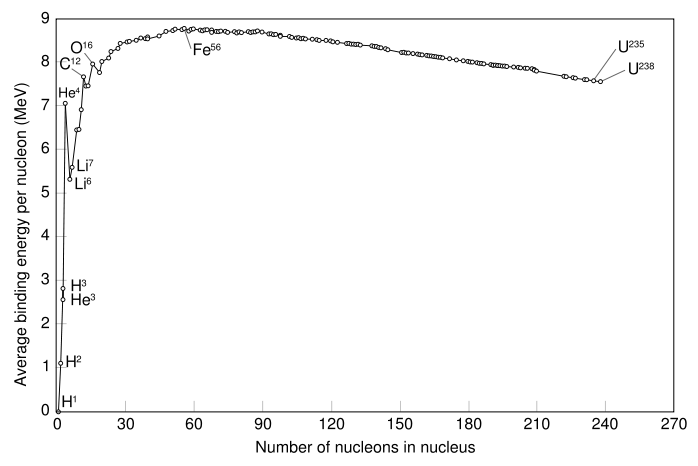 Average binding energy per nucleon (MeV)
9
8
7
6
5
4
3
2
1
0
O¹⁶
C¹²
He⁴
Fe⁵⁶
U²³⁵
U²³⁸
Li⁷
Li⁶
H³
He³
H²
H¹
0 30 60 90 120 150 180 210 240 270
Number of nucleons in nucleus